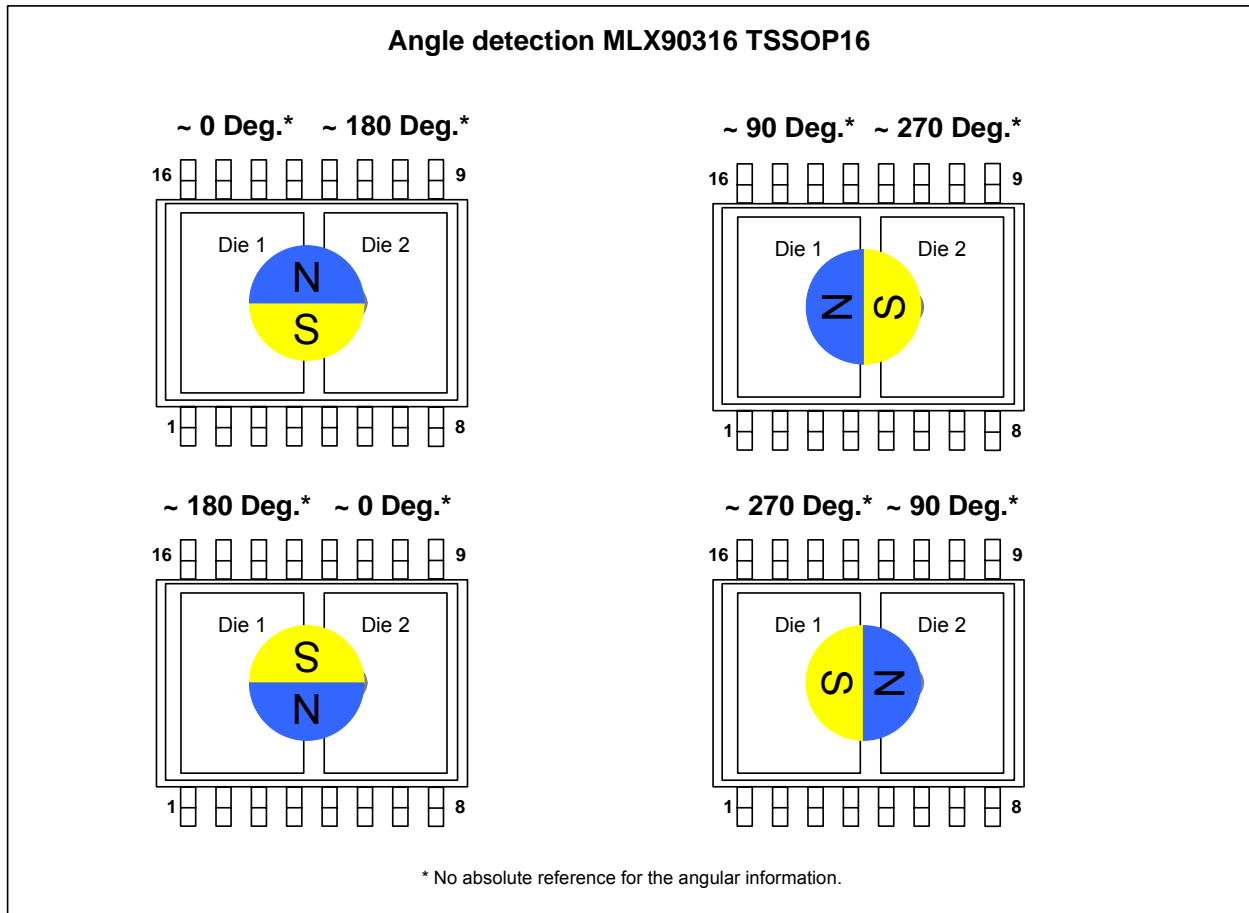 Angle detection MLX90316 TSSOP16
~ 0 Deg.* ~ 180 Deg.*
16 9
Die 1 Die 2
N
S
1 8
~ 90 Deg.* ~ 270 Deg.*
16 9
Die 1 Die 2
N S
1 8
~ 180 Deg.* ~ 0 Deg.*
16 9
Die 1 Die 2
S
N
1 8
~ 270 Deg.* ~ 90 Deg.*
16 9
Die 1 Die 2
S N
1 8
* No absolute reference for the angular information.